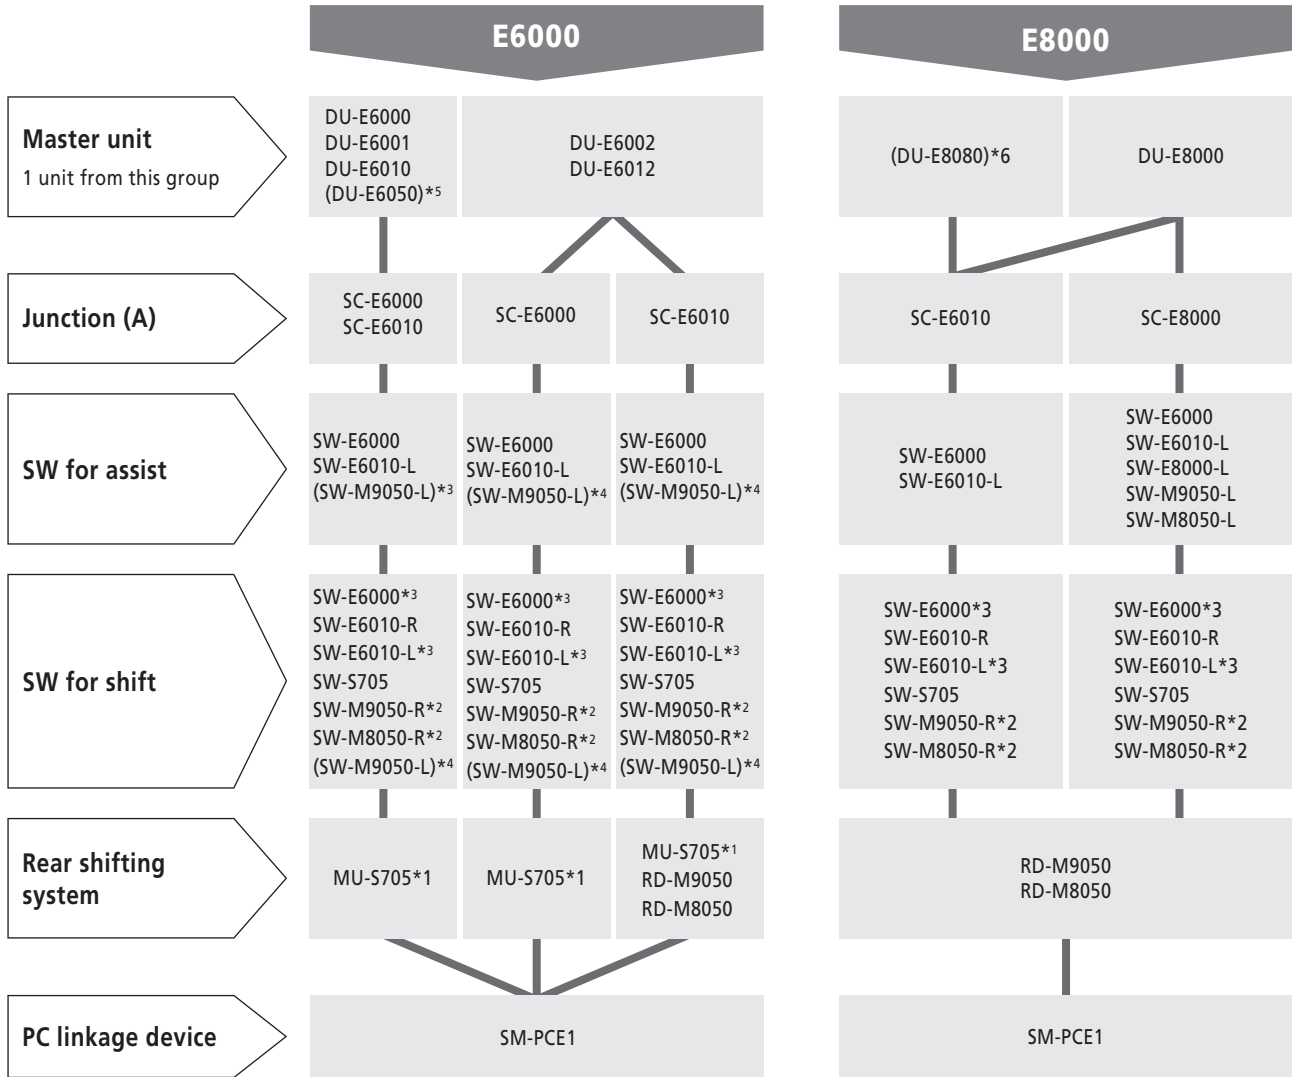 E6000
E8000
Master unit
1 unit from this group
DU-E6000
DU-E6001
DU-E6010
(DU-E6050)*5
DU-E6002
DU-E6012
(DU-E8080)*6
DU-E8000
Junction (A)
SC-E6000
SC-E6010
SC-E6000
SC-E6010
SC-E6010
SC-E8000
SW for assist
SW-E6000
SW-E6010-L
(SW-M9050-L)*3
SW-E6000
SW-E6010-L
(SW-M9050-L)*4
SW-E6000
SW-E6010-L
(SW-M9050-L)*4
SW-E6000
SW-E6010-L
SW-E6000
SW-E6010-L
SW-E8000-L
SW-M9050-L
SW-M8050-L
SW for shift
SW-E6000*3
SW-E6010-R
SW-E6010-L*3
SW-S705
SW-M9050-R*2
SW-M8050-R*2
(SW-M9050-L)*4
SW-E6000*3
SW-E6010-R
SW-E6010-L*3
SW-S705
SW-M9050-R*2
SW-M8050-R*2
(SW-M9050-L)*4
SW-E6000*3
SW-E6010-R
SW-E6010-L*3
SW-S705
SW-M9050-R*2
SW-M8050-R*2
(SW-M9050-L)*4
SW-E6000*3
SW-E6010-R
SW-E6010-L*3
SW-S705
SW-M9050-R*2
SW-M8050-R*2
SW-E6000*3
SW-E6010-R
SW-E6010-L*3
SW-S705
SW-M9050-R*2
SW-M8050-R*2
Rear shifting
system
MU-S705*1
MU-S705*1
MU-S705*1
RD-M9050
RD-M8050
RD-M9050
RD-M8050
PC linkage device
SM-PCE1
SM-PCE1